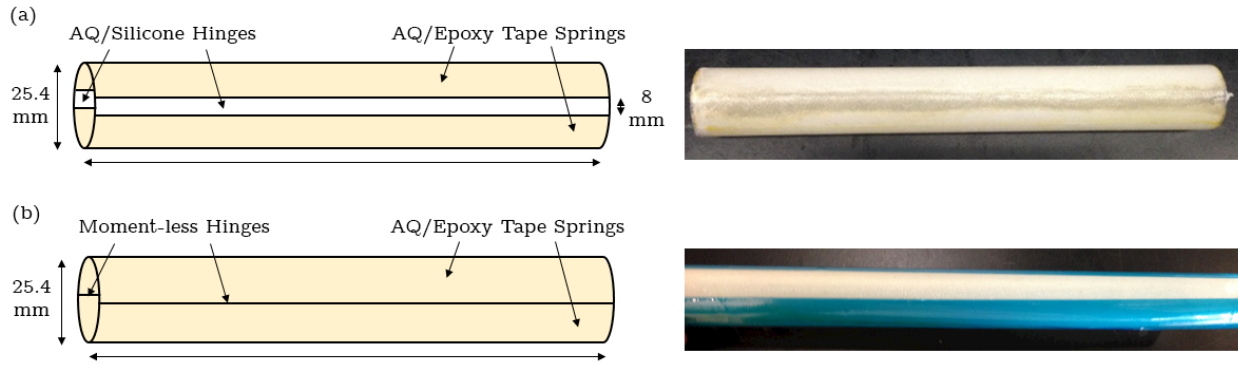 (a)
AQ/Silicone Hinges
AQ/Epoxy Tape Springs
25.4
mm
8
mm
(b)
Moment-less Hinges
AQ/Epoxy Tape Springs
25.4
mm